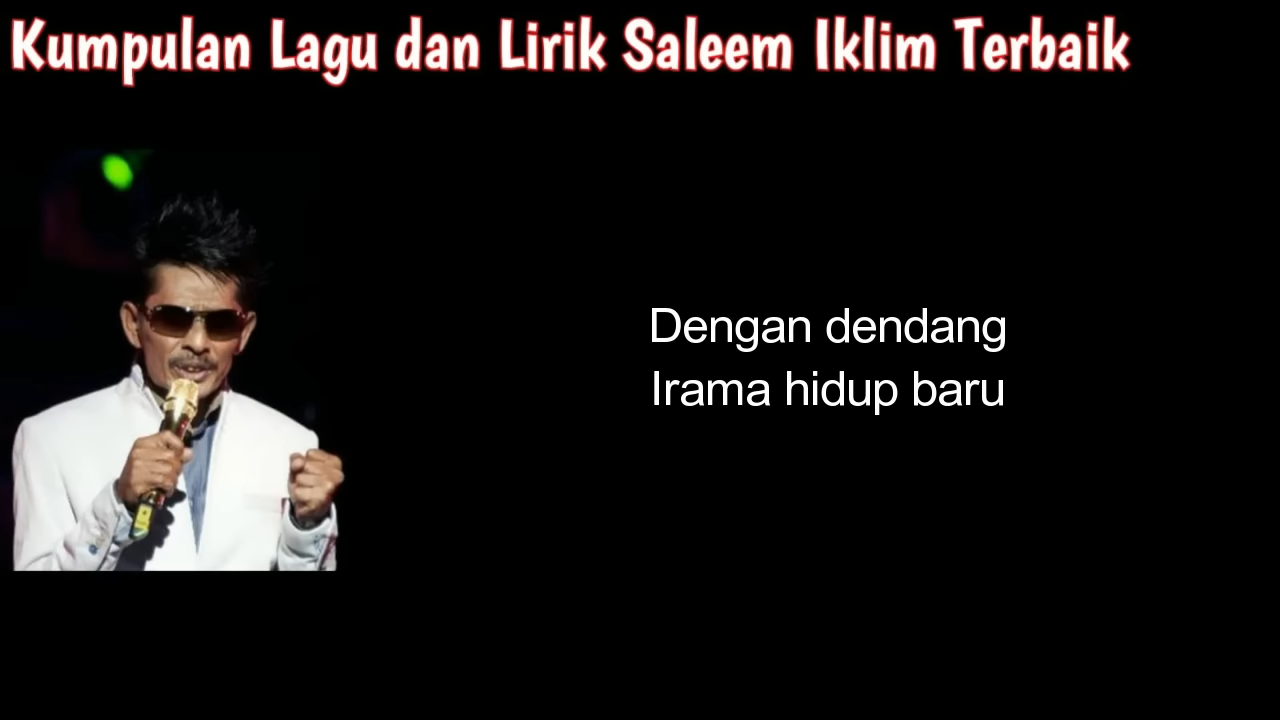 Kumpulan Lagu dan Lirik Saleem Iklim Terbaik
Dengan dendang
Irama hidup baru